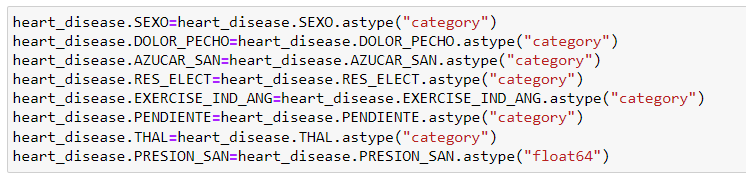 heart_disease.SEXO=heart_disease.SEXO.astype("category")
heart_disease.DOLOR_PECHO=heart_disease.DOLOR_PECHO.astype("category")
heart_disease.AZUCAR_SAN=heart_disease.AZUCAR_SAN.astype("category")
heart_disease.RES_ELECT=heart_disease.RES_ELECT.astype("category")
heart_disease.EXERCISE_IND_ANG=heart_disease.EXERCISE_IND_ANG.astype("category")
heart_disease.PENDIENTE=heart_disease.PENDIENTE.astype("category")
heart_disease.THAL=heart_disease.THAL.astype("category")
heart_disease.PRESION_SAN=heart_disease.PRESION_SAN.astype("float64")